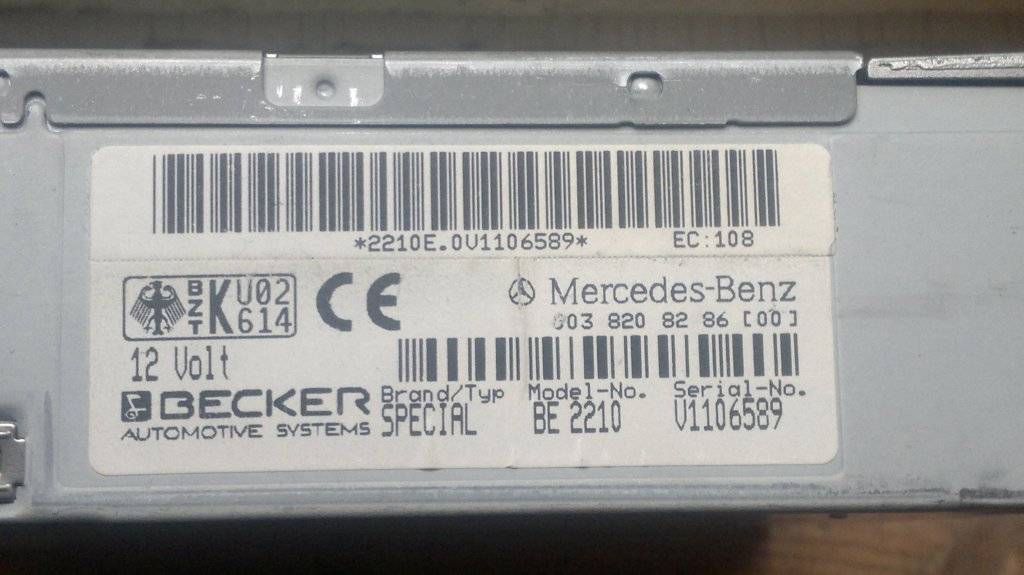 *2210E.0V1106589* EC:108
BZT K U02 614 CE Mercedes-Benz
003 820 82 86 [00]
12 Volt
BECKER Brand/Typ Model-No. Serial-No.
AUTOMOTIVE SYSTEMS SPECIAL BE 2210 V1106589